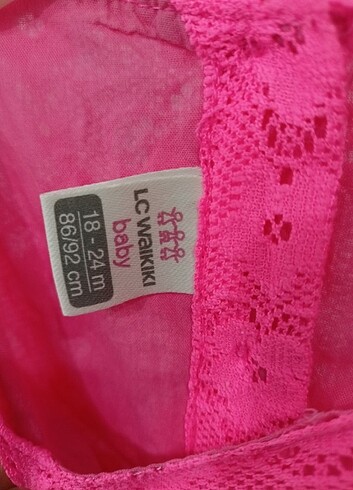 LC WAIKIKI
baby
18 - 24 m
86/92 cm